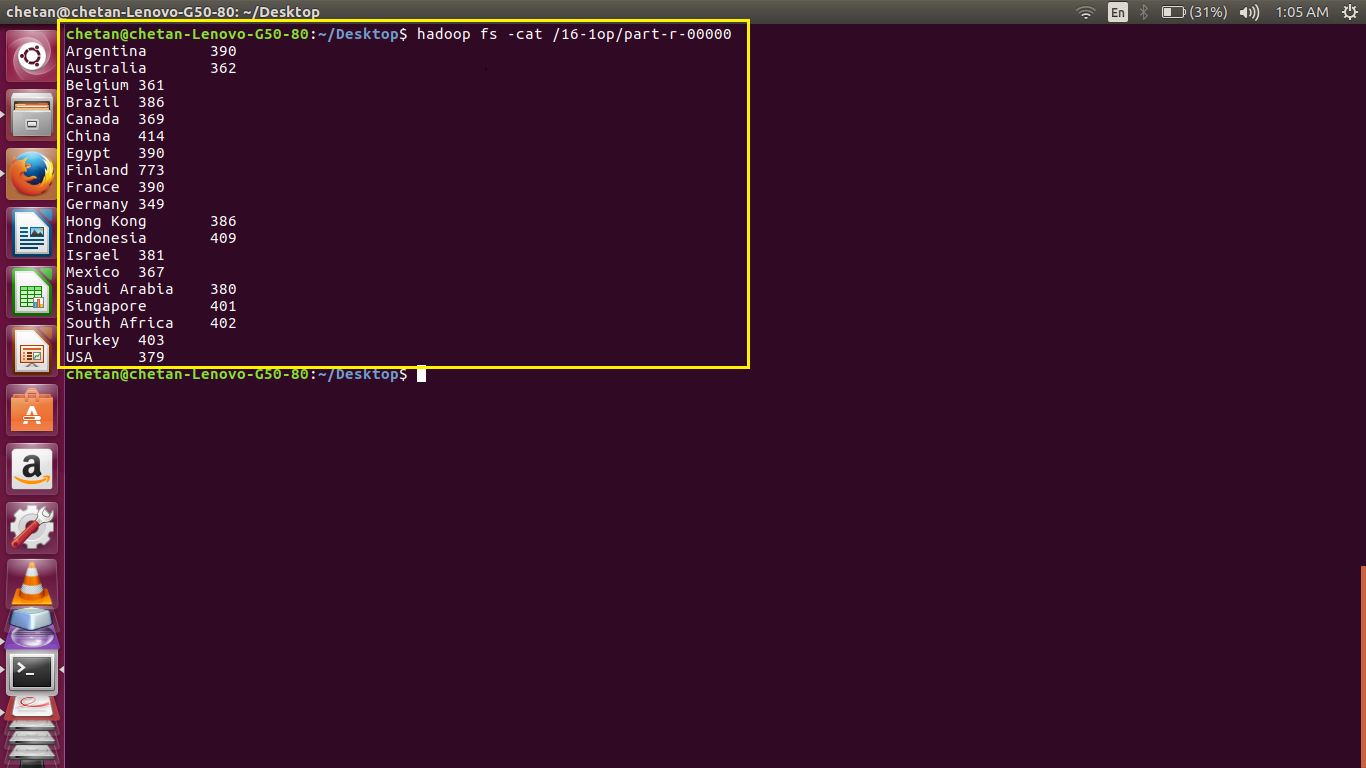 chetan@chetan-Lenovo-G50-80: ~/Desktop En (31%) 1:05 AM
chetan@chetan-Lenovo-G50-80:~/Desktop$ hadoop fs -cat /16-1op/part-r-00000
Argentina 390
Australia 362
Belgium 361
Brazil 386
Canada 369
China 414
Egypt 390
Finland 773
France 390
Germany 349
Hong Kong 386
Indonesia 409
Israel 381
Mexico 367
Saudi Arabia 380
Singapore 401
South Africa 402
Turkey 403
USA 379
chetan@chetan-Lenovo-G50-80:~/Desktop$